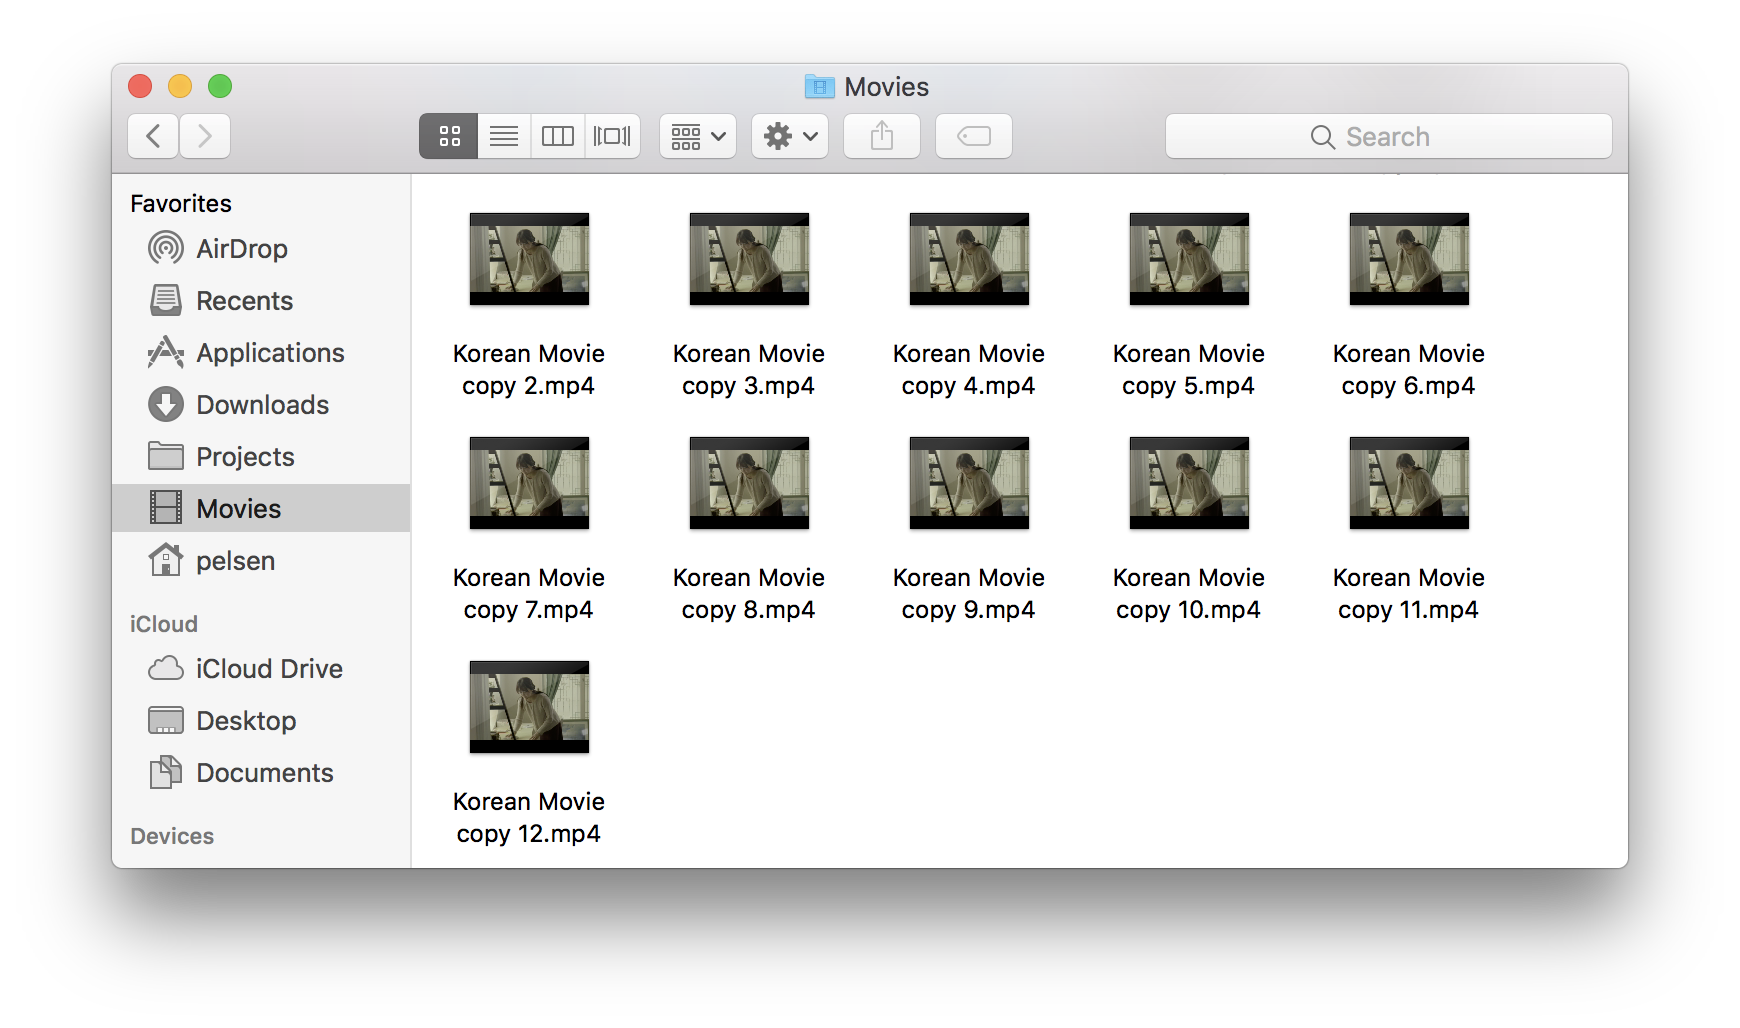 Movies
Search
Favorites
AirDrop
Recents
Applications
Downloads
Projects
Movies
pelsen
iCloud
iCloud Drive
Desktop
Documents
Devices
Korean Movie
copy 2.mp4
Korean Movie
copy 3.mp4
Korean Movie
copy 4.mp4
Korean Movie
copy 5.mp4
Korean Movie
copy 6.mp4
Korean Movie
copy 7.mp4
Korean Movie
copy 8.mp4
Korean Movie
copy 9.mp4
Korean Movie
copy 10.mp4
Korean Movie
copy 11.mp4
Korean Movie
copy 12.mp4